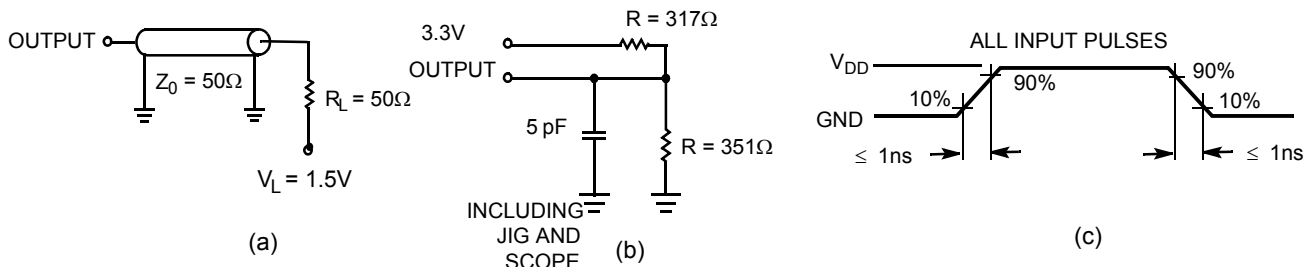 OUTPUT
Z0 = 50Ω
RL = 50Ω
VL = 1.5V
(a)
R = 317Ω
3.3V
OUTPUT
5 pF
R = 351Ω
INCLUDING
JIG AND
SCOPE
(b)
ALL INPUT PULSES
VDD
90%
90%
10%
10%
GND
≤ 1ns
≤ 1ns
(c)